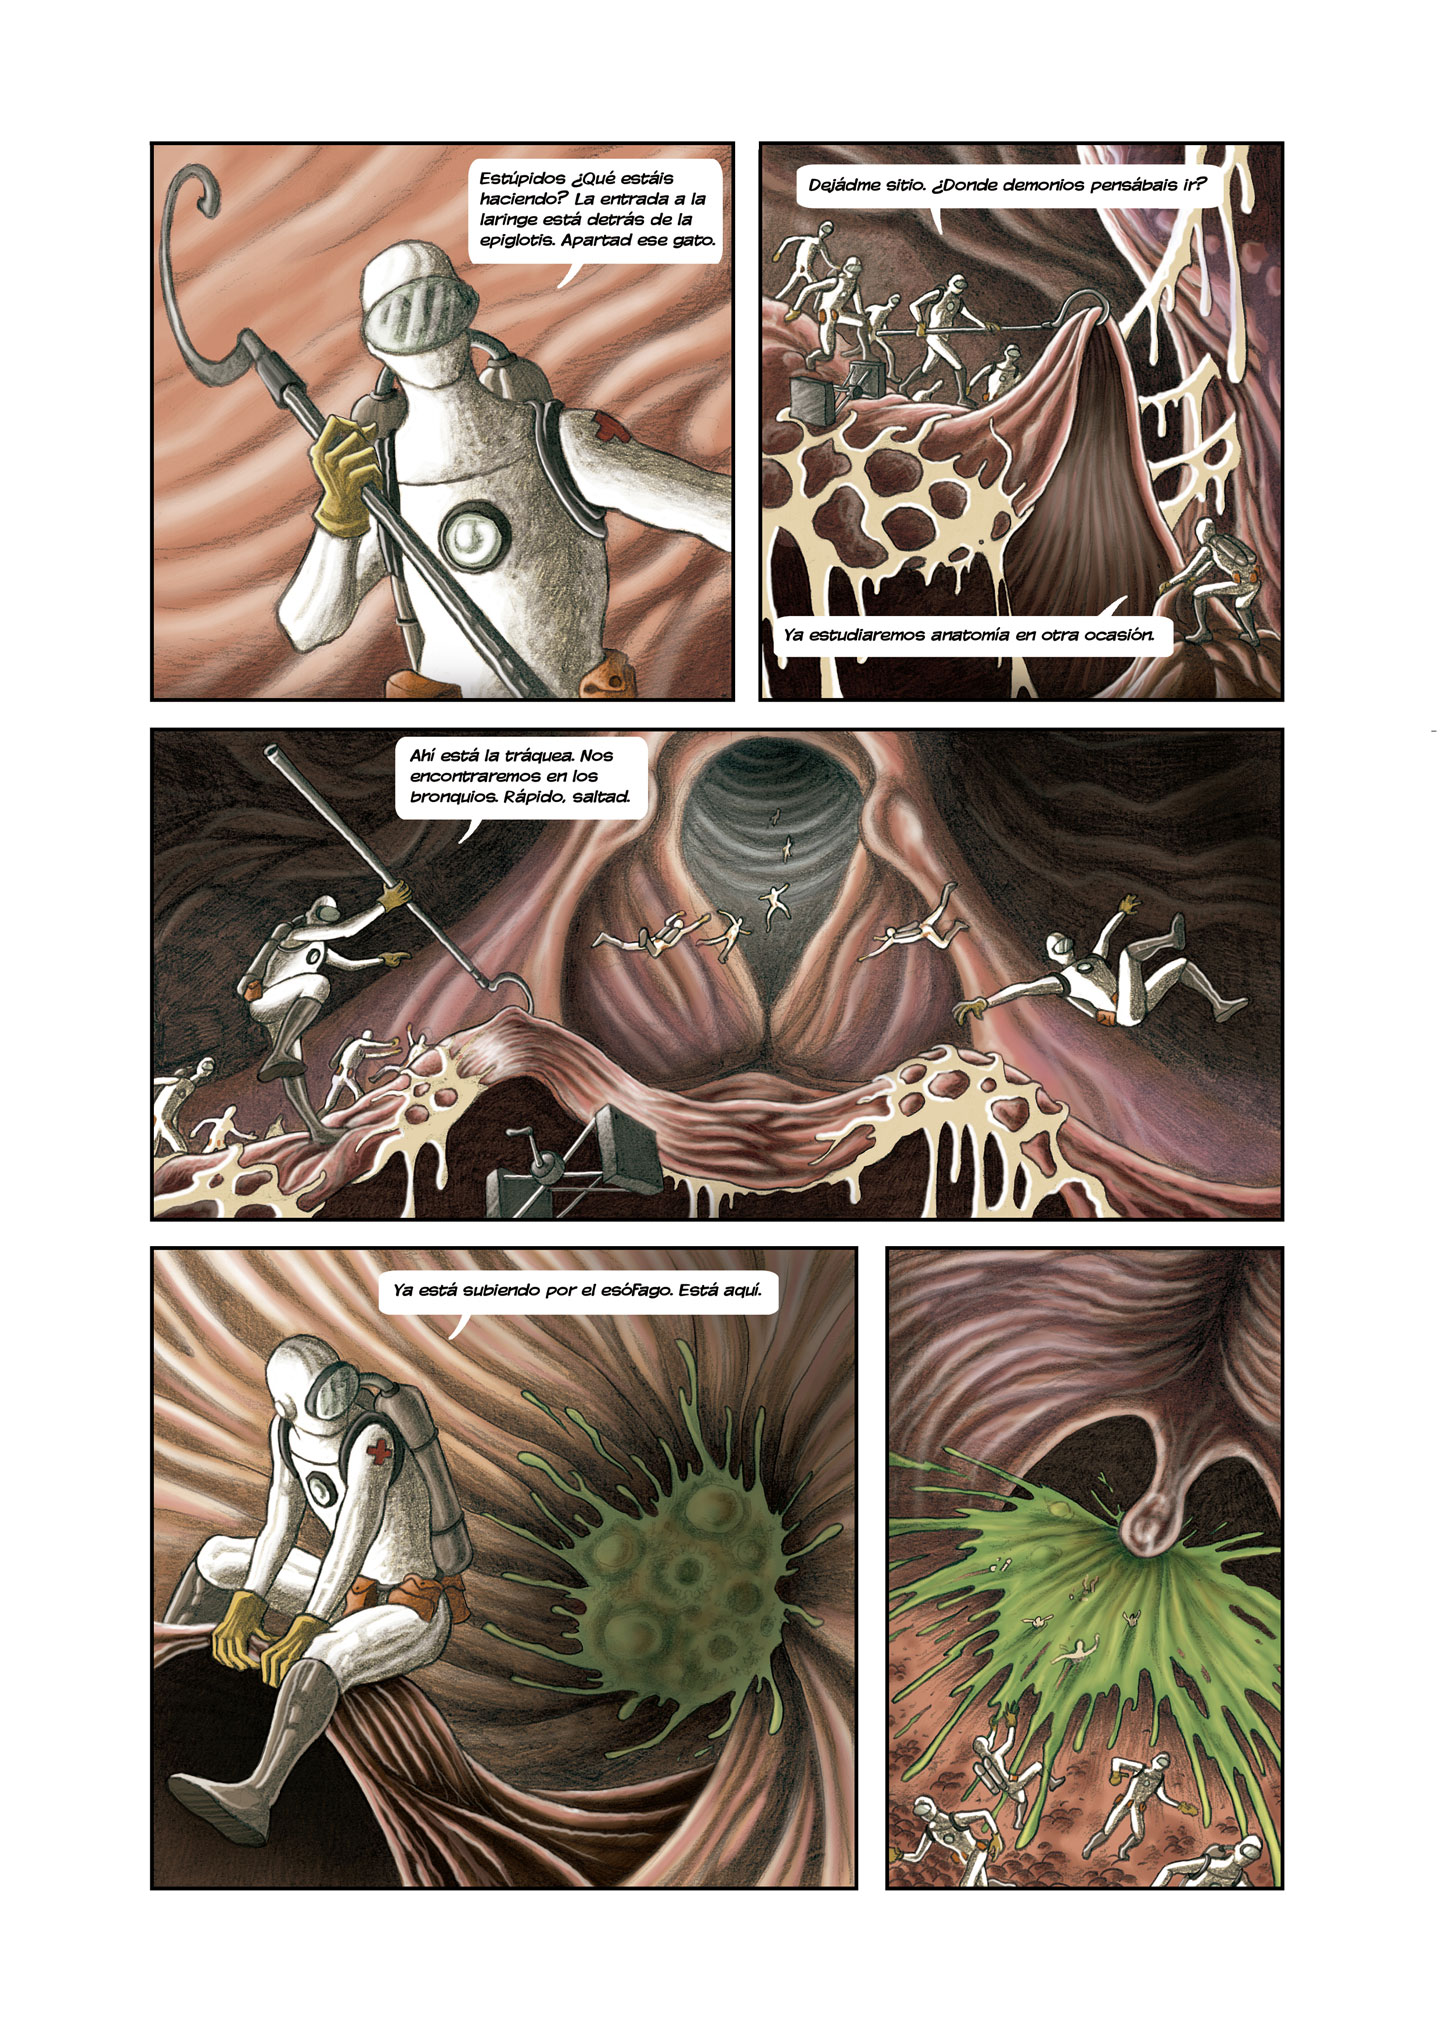 Estúpidos ¿Qué estáis
haciendo? La entrada a la
laringe está detrás de la
epiglotis. Apartad ese gato.
Dejádme sitio. ¿Donde demonios pensábais ir?
Ya estudiaremos anatomía en otra ocasión.
Ahí está la tráquea. Nos
encontraremos en los
bronquios. Rápido, saltad.
Ya está subiendo por el esófago. Está aquí.